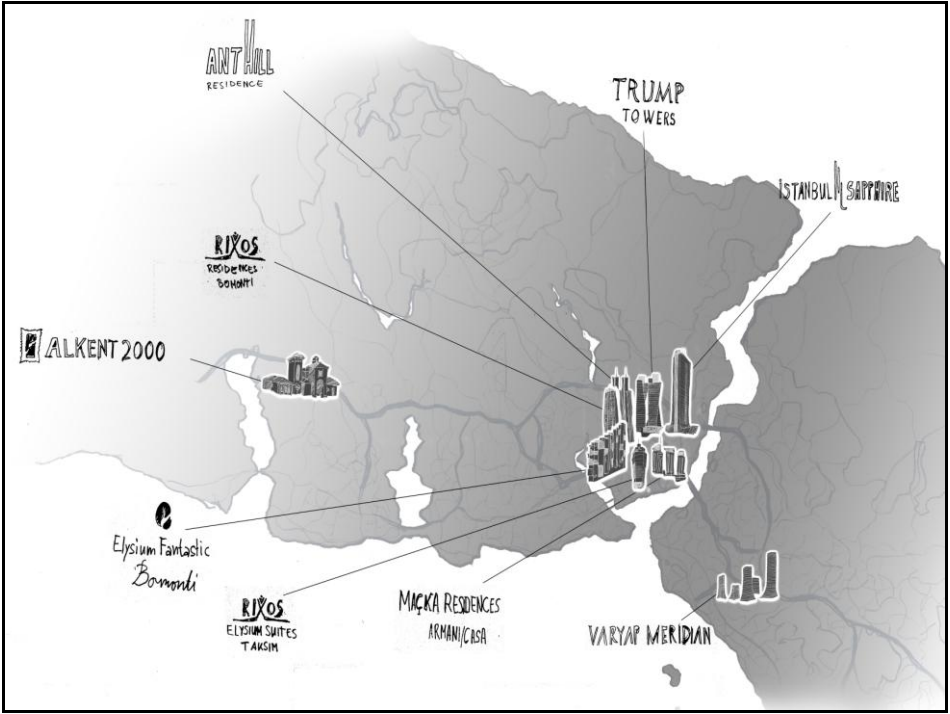 ANTHILL
RESIDENCE
TRUMP
TOWERS
İSTANBUL SAPPHIRE
RIXOS
RESIDENCES
BOMONTI
ALKENT 2000
Elysium Fantastic
Bomonti
RIXOS
ELYSIUM SUITES
TAKSIM
MAÇKA RESIDENCES
ARMANI/CASA
VARYAP MERIDIAN